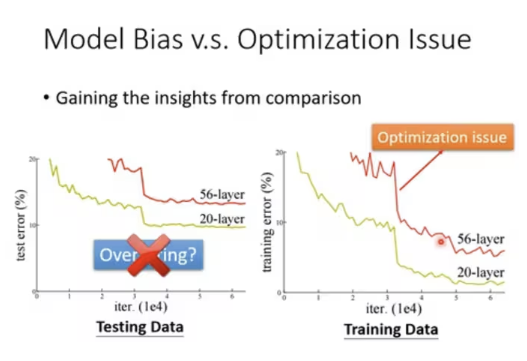 Model Bias v.s. Optimization Issue
• Gaining the insights from comparison
20
10
0
test error (%)
56-layer
20-layer
0 1 2 3 4 5 6
iter. (1e4)
Testing Data
Optimization issue
20
10
0
training error (%)
56-layer
20-layer
0 1 2 3 4 5 6
iter. (1e4)
Training Data